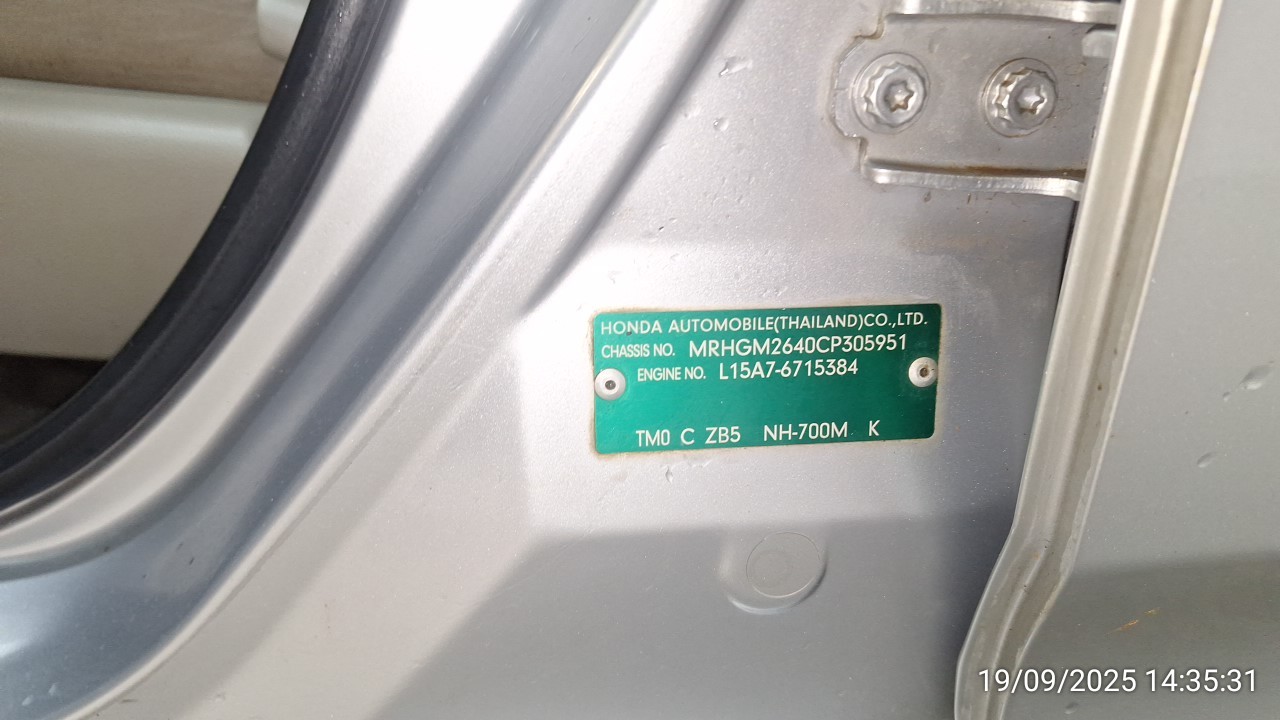 HONDA AUTOMOBILE(THAILAND)CO.,LTD.
CHASSIS NO. MRHGM2640CP305951
ENGINE NO. L15A7-6715384
TM0 C ZB5 NH-700M K
19/09/2025 14:35:31